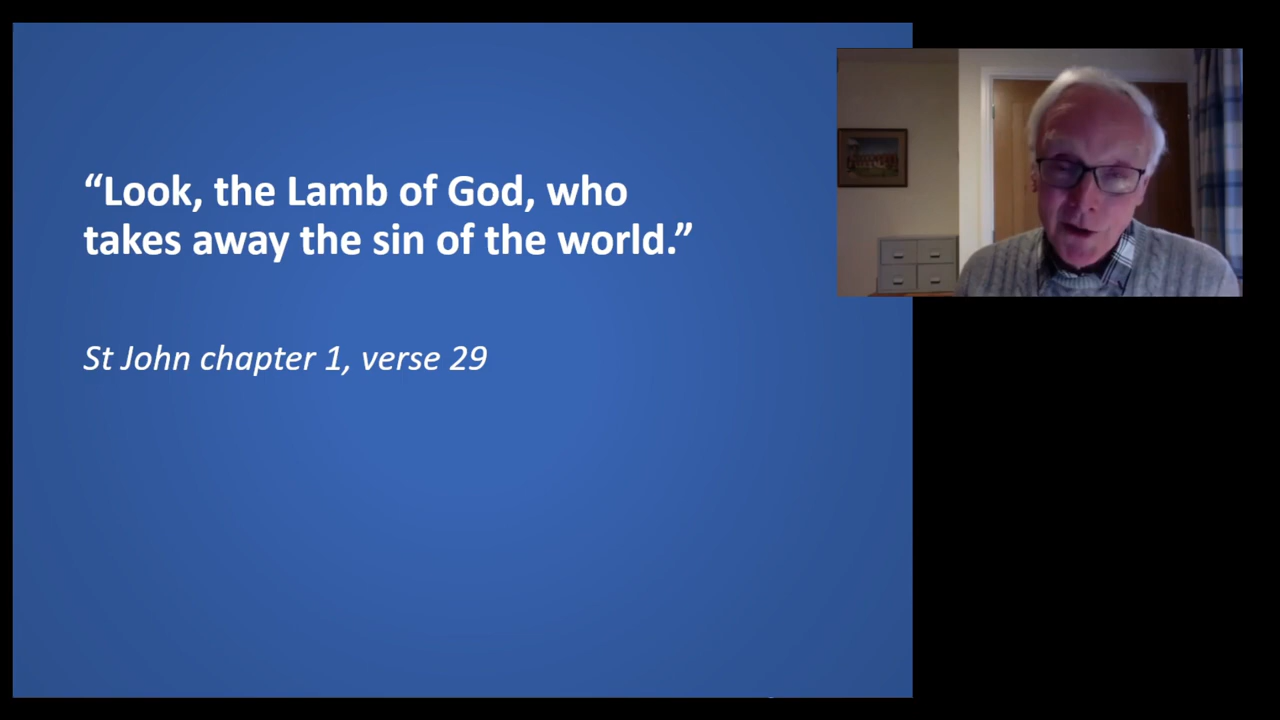 “Look, the Lamb of God, who
takes away the sin of the world.”
St John chapter 1, verse 29